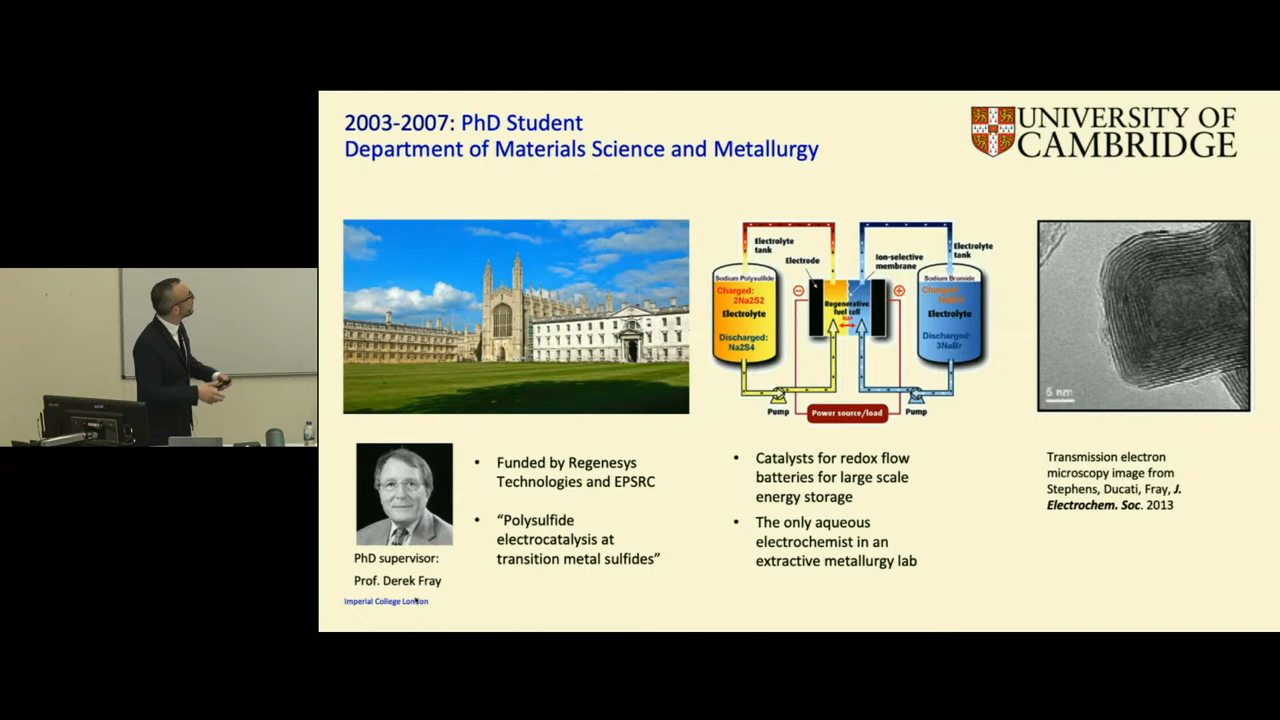 2003-2007: PhD Student
Department of Materials Science and Metallurgy
UNIVERSITY OF
CAMBRIDGE
Electrolyte
tank
Electrode
Ion-selective
membrane
Electrolyte
tank
Sodium Polysulfide
Charged:
2Na2S2
Electrolyte
Discharged:
Na2S4
Regenerative
fuel cell
Sodium Bromide
Charged:
Electrolyte
Discharged:
3NaBr
Pump
Power source/load
Pump
5 nm
PhD supervisor:
Prof. Derek Fray
Imperial College London
• Funded by Regenesys
Technologies and EPSRC
• “Polysulfide
electrocatalysis at
transition metal sulfides”
• Catalysts for redox flow
batteries for large scale
energy storage
• The only aqueous
electrochemist in an
extractive metallurgy lab
Transmission electron
microscopy image from
Stephens, Ducati, Fray, J.
Electrochem. Soc. 2013